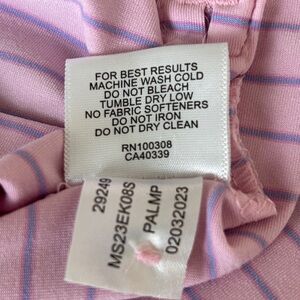 FOR BEST RESULTS
MACHINE WASH COLD
DO NOT BLEACH
TUMBLE DRY LOW
NO FABRIC SOFTENERS
DO NOT IRON
DO NOT DRY CLEAN
RN100308
CA40339
29249
MS23EK08S
PALMP
02032023